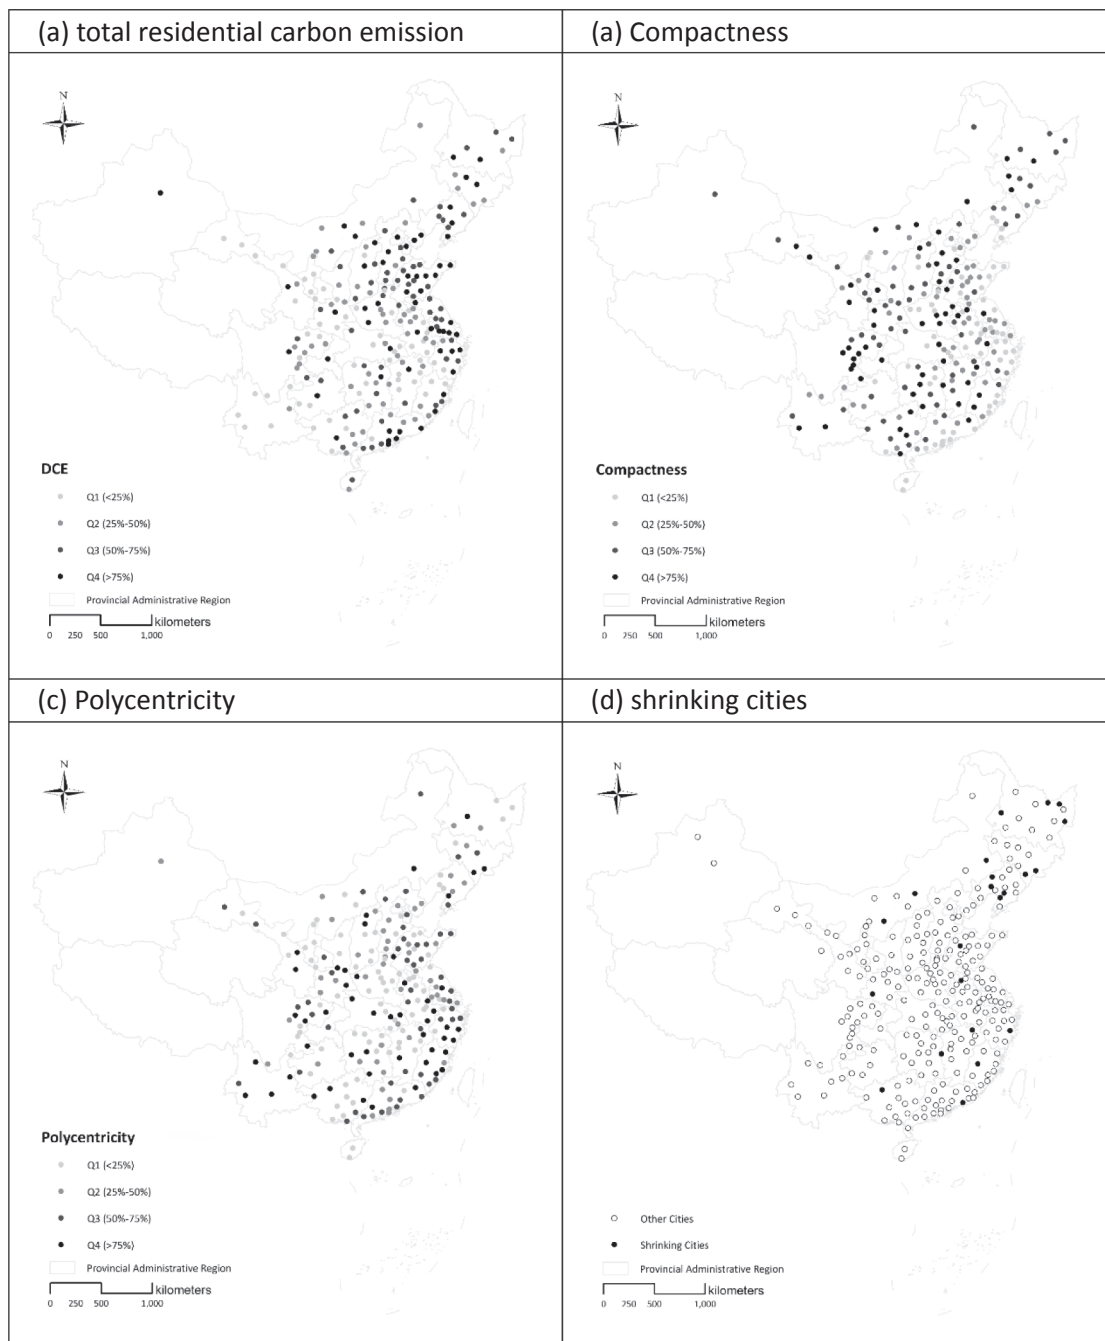 (a) total residential carbon emission
(a) Compactness
N
DCE
Q1 (<25%)
Q2 (25%-50%)
Q3 (50%-75%)
Q4 (>75%)
Provincial Administrative Region
kilometers
0 250 500 1,000
N
Compactness
Q1 (<25%)
Q2 (25%-50%)
Q3 (50%-75%)
Q4 (>75%)
Provincial Administrative Region
kilometers
0 250 500 1,000
(c) Polycentricity
(d) shrinking cities
N
Polycentricity
Q1 (<25%)
Q2 (25%-50%)
Q3 (50%-75%)
Q4 (>75%)
Provincial Administrative Region
kilometers
0 250 500 1,000
N
Other Cities
Shrinking Cities
Provincial Administrative Region
kilometers
0 750 500 1,000